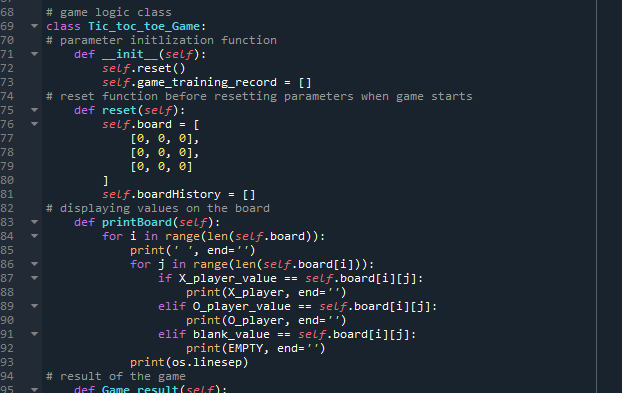 68 # game logic class
69 class Tic_toc_toe_Game:
70 # parameter initlization function
71     def __init__(self):
72         self.reset()
73         self.game_training_record = []
74 # reset function before resetting parameters when game starts
75     def reset(self):
76         self.board = [
77             [0, 0, 0],
78             [0, 0, 0],
79             [0, 0, 0]
80         ]
81         self.boardHistory = []
82 # displaying values on the board
83     def printBoard(self):
84         for i in range(len(self.board)):
85             print(' ', end='')
86             for j in range(len(self.board[i])):
87                 if X_player_value == self.board[i][j]:
88                     print(X_player, end='')
89                 elif O_player_value == self.board[i][j]:
90                     print(O_player, end='')
91                 elif blank_value == self.board[i][j]:
92                     print(EMPTY, end='')
93             print(os.linesep)
94 # result of the game
95     def Game_result(self):